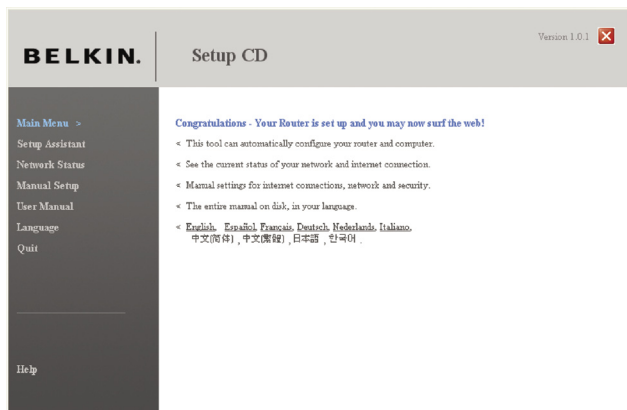 BELKIN.
Setup CD
Version 1.0.1
Main Menu >
Setup Assistant
Network Status
Manual Setup
User Manual
Language
Quit
Help
Congratulations - Your Router is set up and you may now surf the web!
< This tool can automatically configure your router and computer.
< See the current status of your network and internet connection.
< Manual settings for internet connections, network and security.
< The entire manual on disk, in your language.
< English, Español, Français, Deutsch, Nederlands, Italiano,
中文(简体) , 中文(繁體) , 日本語 , 한국어 .